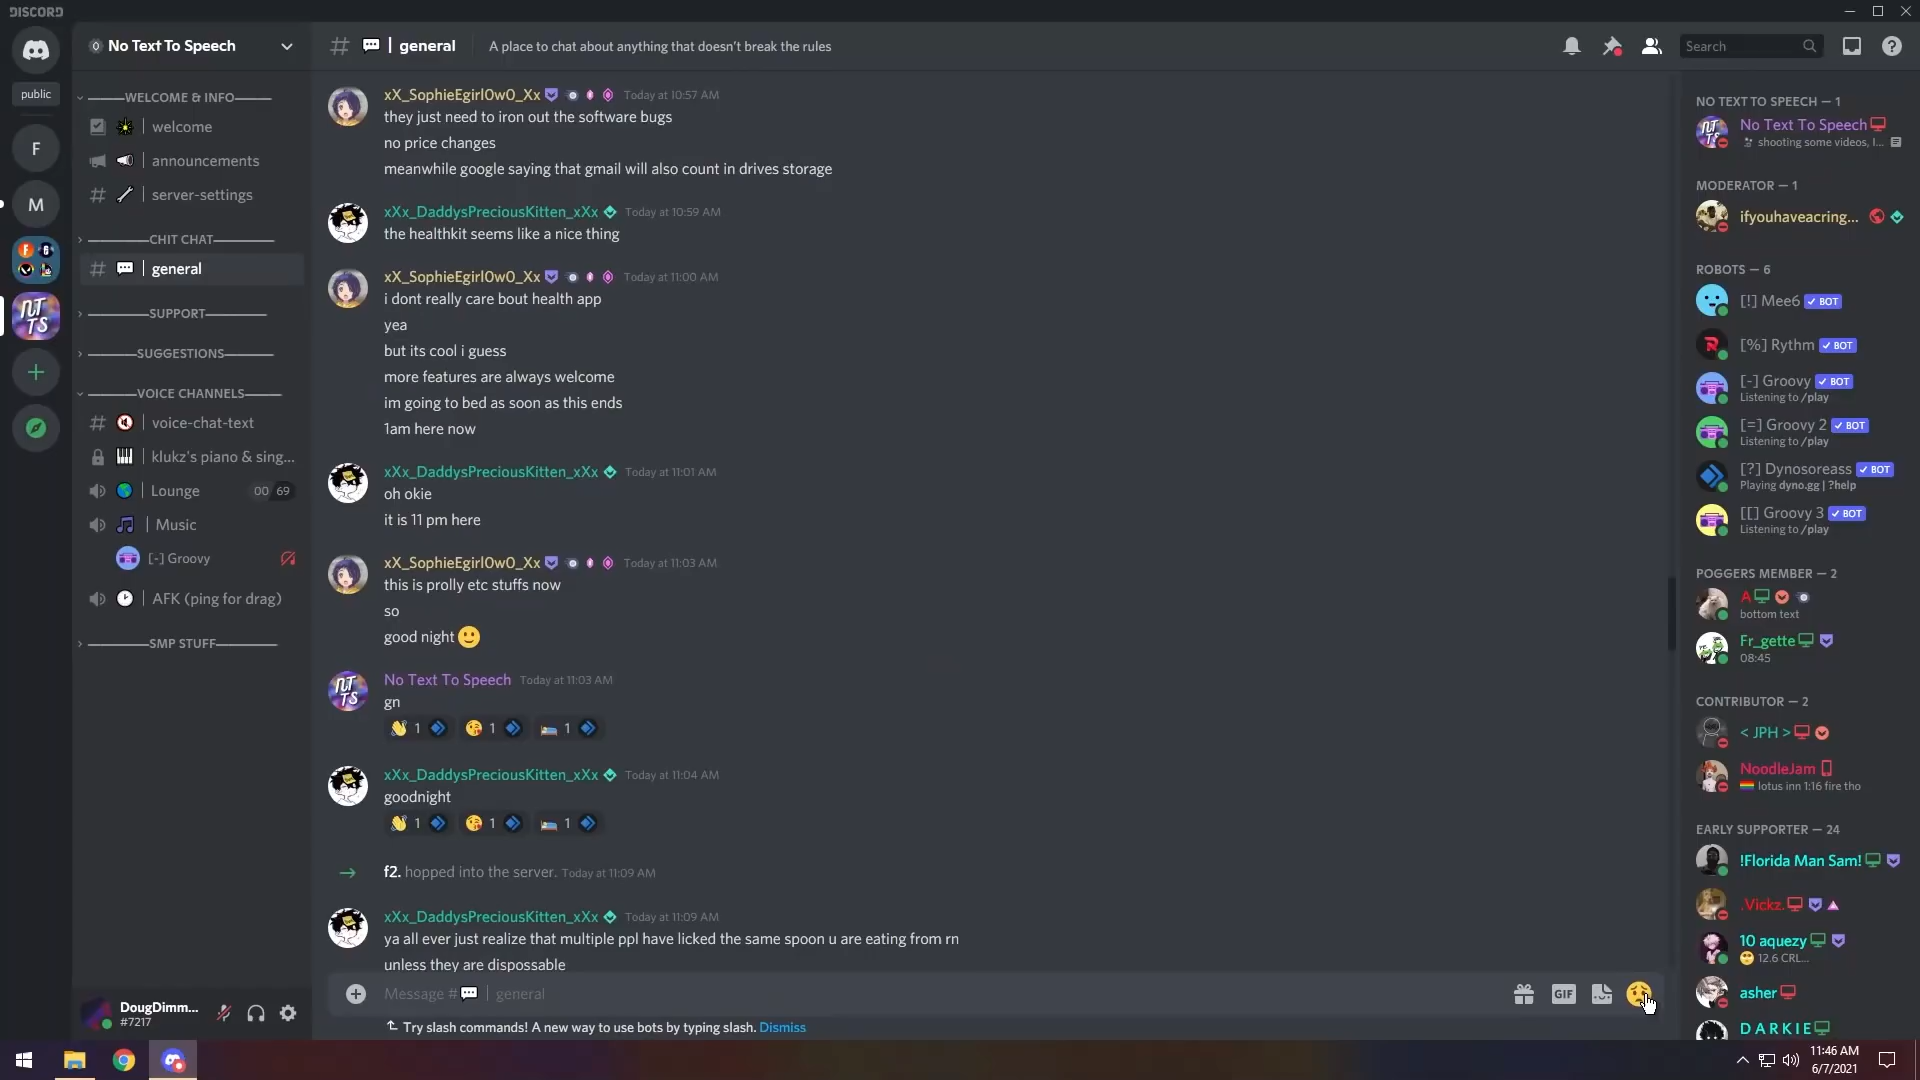 DISCORD
No Text To Speech
public
F
M
WELCOME & INFO
welcome
announcements
server-settings
CHIT CHAT
general
SUPPORT
SUGGESTIONS
VOICE CHANNELS
voice-chat-text
klukz's piano & sing...
Lounge 00 69
Music
[-] Groovy
AFK (ping for drag)
SMP STUFF
DougDimm...
#7217
# 💬 | general A place to chat about anything that doesn't break the rules
Search
xX_SophieEgirlOwO_Xx Today at 10:57 AM
they just need to iron out the software bugs
no price changes
meanwhile google saying that gmail will also count in drives storage
xXx_DaddysPreciousKitten_xXx Today at 10:59 AM
the healthkit seems like a nice thing
xX_SophieEgirlOwO_Xx Today at 11:00 AM
i dont really care bout health app
yea
but its cool i guess
more features are always welcome
im going to bed as soon as this ends
1am here now
xXx_DaddysPreciousKitten_xXx Today at 11:01 AM
oh okie
it is 11 pm here
xX_SophieEgirlOwO_Xx Today at 11:03 AM
this is prolly etc stuffs now
so
good night 🙂
No Text To Speech Today at 11:03 AM
gn
👋 1 😘 1 🛌 1
xXx_DaddysPreciousKitten_xXx Today at 11:04 AM
goodnight
👋 1 😘 1 🛌 1
f2. hopped into the server. Today at 11:09 AM
xXx_DaddysPreciousKitten_xXx Today at 11:09 AM
ya all ever just realize that multiple ppl have licked the same spoon u are eating from rn
unless they are dispossable
Message #💬 | general
GIF
Try slash commands! A new way to use bots by typing slash. Dismiss
NO TEXT TO SPEECH — 1
No Text To Speech
shooting some videos, I...
MODERATOR — 1
ifyouhaveacring...
ROBOTS — 6
[!] Mee6 ✓ BOT
[%] Rythm ✓ BOT
[-] Groovy ✓ BOT
Listening to /play
[=] Groovy 2 ✓ BOT
Listening to /play
[?] Dynosoreass ✓ BOT
Playing dyno.gg | ?help
[[] Groovy 3 ✓ BOT
Listening to /play
POGGERS MEMBER — 2
A
bottom text
Fr_gette
08:45
CONTRIBUTOR — 2
< JPH >
NoodleJam
lotus inn 1:16 fire tho
EARLY SUPPORTER — 24
!Florida Man Sam!
.Vickz.
10 aquezy
12.6 CRL...
asher
D A R K I E
11:46 AM
6/7/2021